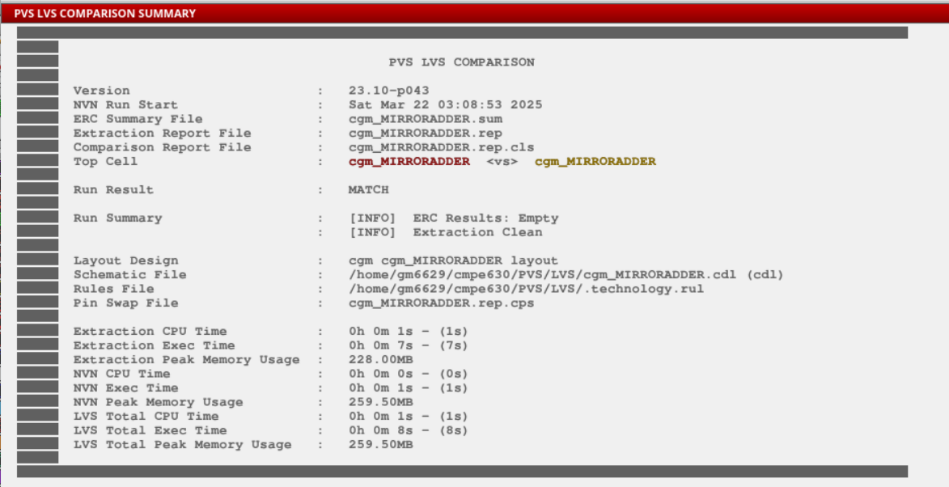 PVS LVS COMPARISON SUMMARY
PVS LVS COMPARISON
Version : 23.10-p043
NVN Run Start : Sat Mar 22 03:08:53 2025
ERC Summary File : cgm_MIRRORADDER.sum
Extraction Report File : cgm_MIRRORADDER.rep
Comparison Report File : cgm_MIRRORADDER.rep.cls
Top Cell : cgm_MIRRORADDER <vs> cgm_MIRRORADDER
Run Result : MATCH
Run Summary : [INFO] ERC Results: Empty
: [INFO] Extraction Clean
Layout Design : cgm cgm_MIRRORADDER layout
Schematic File : /home/gm6629/cmpe630/PVS/LVS/cgm_MIRRORADDER.cdl (cdl)
Rules File : /home/gm6629/cmpe630/PVS/LVS/.technology.rul
Pin Swap File : cgm_MIRRORADDER.rep.cps
Extraction CPU Time : 0h 0m 1s - (1s)
Extraction Exec Time : 0h 0m 7s - (7s)
Extraction Peak Memory Usage : 228.00MB
NVN CPU Time : 0h 0m 0s - (0s)
NVN Exec Time : 0h 0m 1s - (1s)
NVN Peak Memory Usage : 259.50MB
LVS Total CPU Time : 0h 0m 1s - (1s)
LVS Total Exec Time : 0h 0m 8s - (8s)
LVS Total Peak Memory Usage : 259.50MB